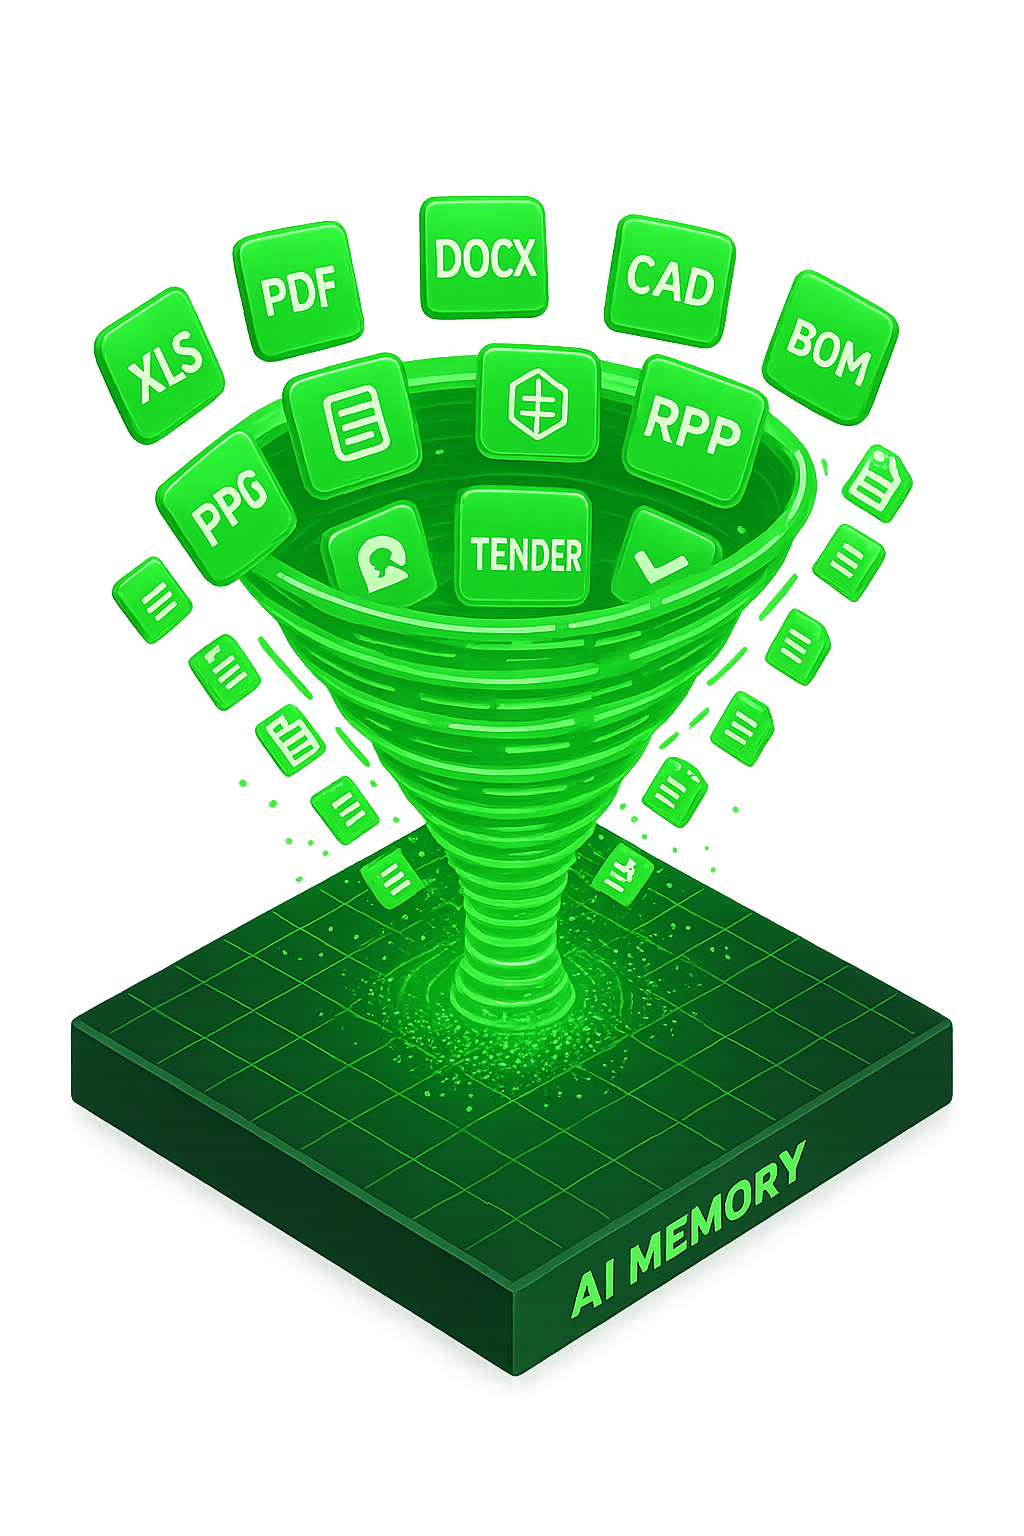 XLS
PDF
DOCX
CAD
BOM
PPG
RPP
TENDER
AI MEMORY